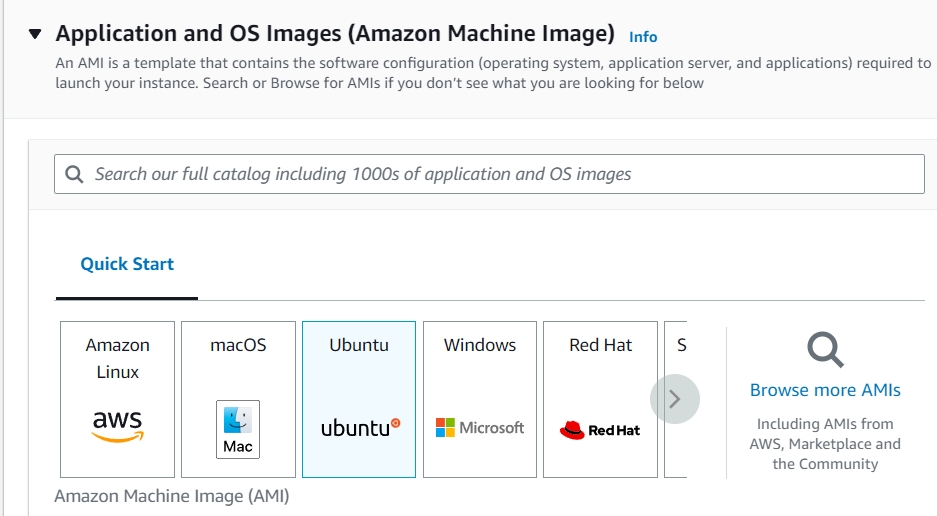 Application and OS Images (Amazon Machine Image) Info
An AMI is a template that contains the software configuration (operating system, application server, and applications) required to
launch your instance. Search or Browse for AMIs if you don’t see what you are looking for below
Search our full catalog including 1000s of application and OS images
Quick Start
Amazon
Linux
aws
macOS
Mac
Ubuntu
ubuntu
Windows
Microsoft
Red Hat
Red Hat
S
Browse more AMIs
Including AMIs from
AWS, Marketplace and
the Community
Amazon Machine Image (AMI)